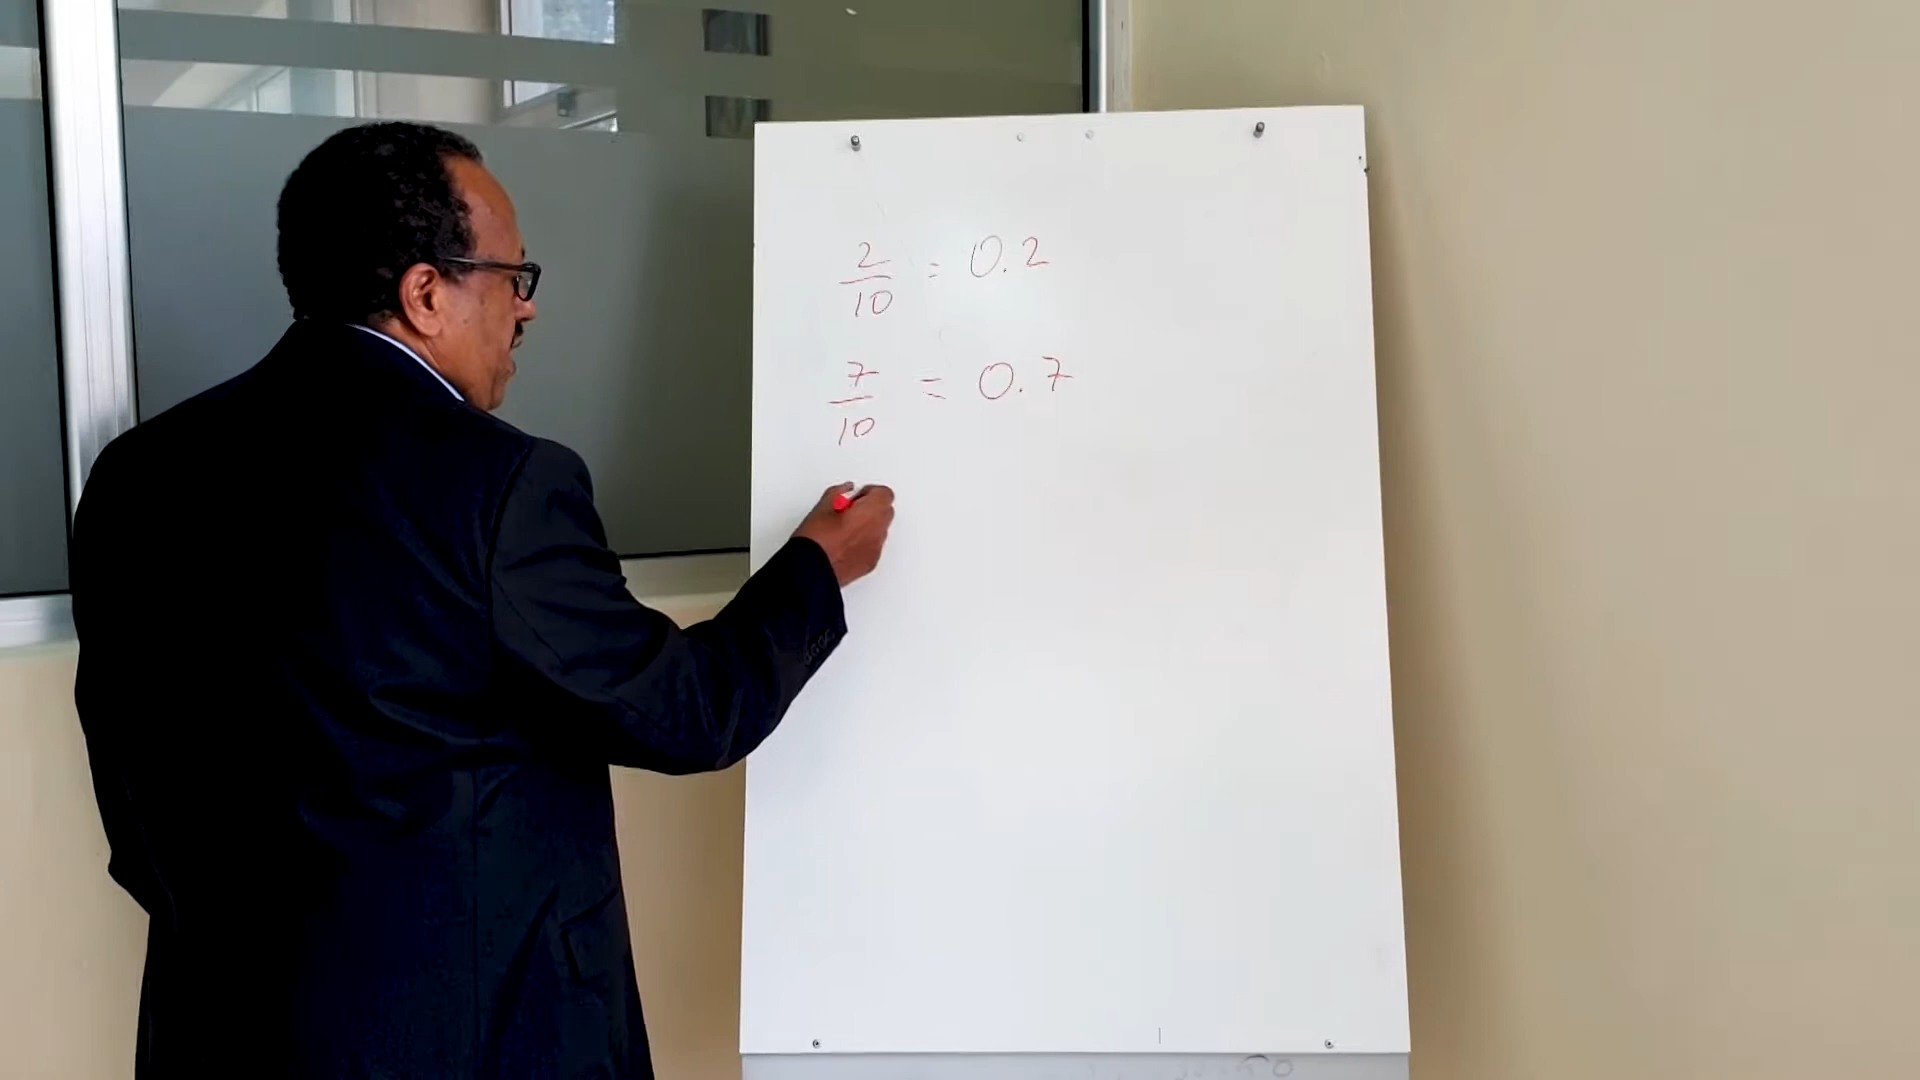 2/10 = 0.2
7/10 = 0.7